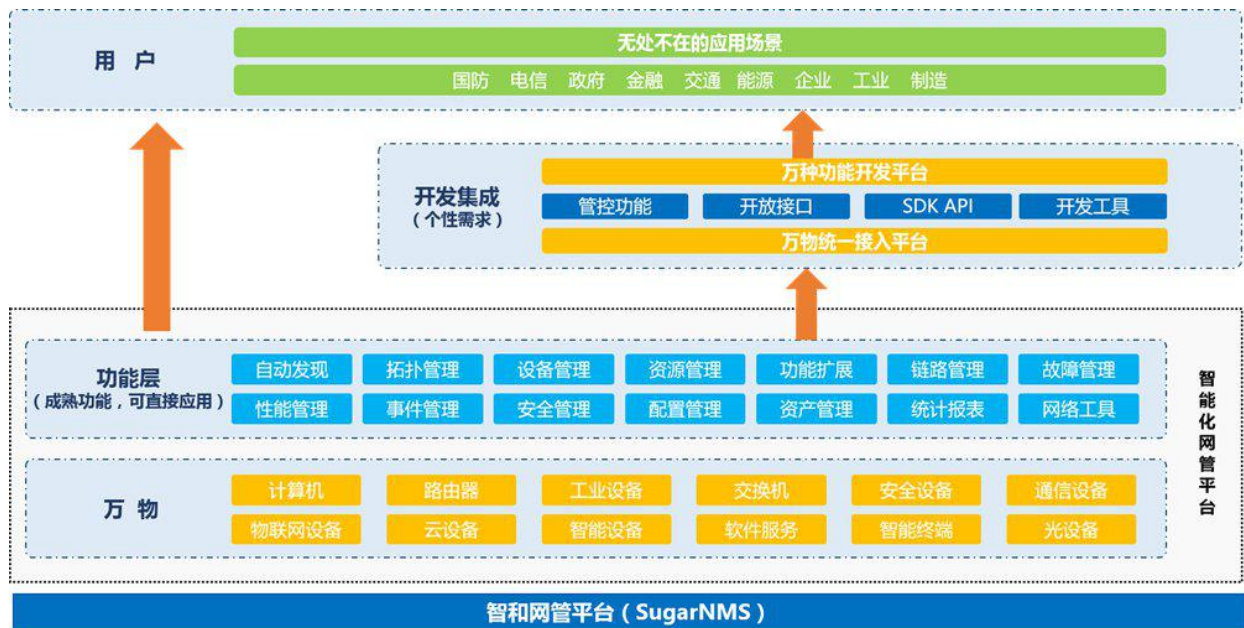 用 户
无处不在的应用场景
国防 电信 政府 金融 交通 能源 企业 工业 制造
开发集成
（个性需求）
万种功能开发平台
管控功能 开放接口 SDK API 开发工具
万物统一接入平台
功能层
（成熟功能，可直接应用）
自动发现 拓扑管理 设备管理 资源管理 功能扩展 链路管理 故障管理
性能管理 事件管理 安全管理 配置管理 资产管理 统计报表 网络工具
万 物
计算机 路由器 工业设备 交换机 安全设备 通信设备
物联网设备 云设备 智能设备 软件服务 智能终端 光设备
智能化网管平台
智和网管平台（SugarNMS）